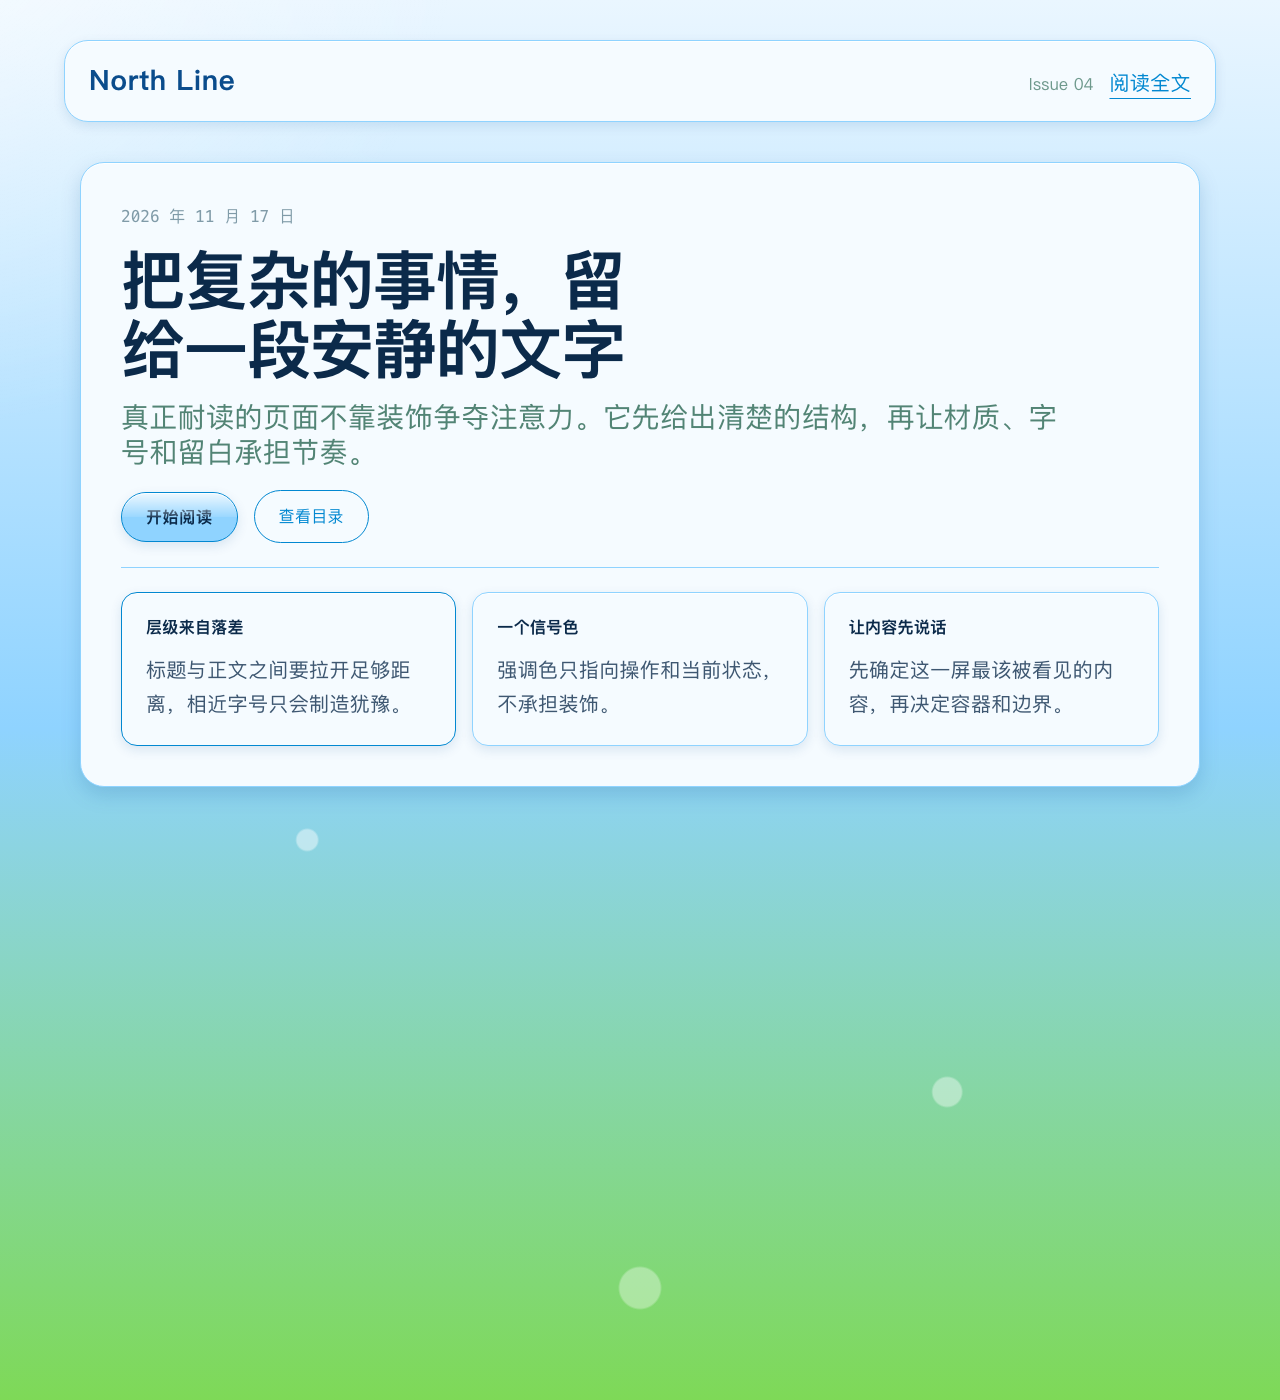 North Line
Issue 04 阅读全文
2026 年 11 月 17 日
把复杂的事情，留
给一段安静的文字
真正耐读的页面不靠装饰争夺注意力。它先给出清楚的结构，再让材质、字
号和留白承担节奏。
开始阅读 查看目录
层级来自落差
标题与正文之间要拉开足够距
离，相近字号只会制造犹豫。
一个信号色
强调色只指向操作和当前状态，
不承担装饰。
让内容先说话
先确定这一屏最该被看见的内
容，再决定容器和边界。